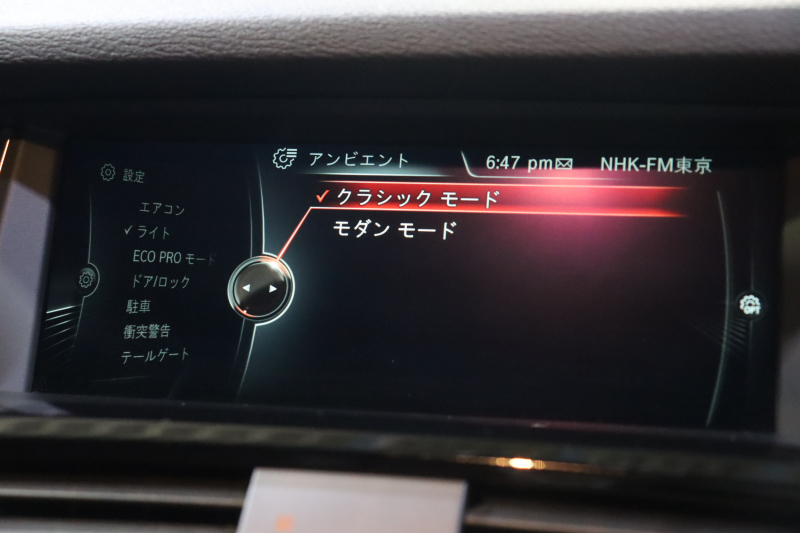 アンビエント
6:47 pm
NHK-FM東京
設定
エアコン
✓ライト
ECO PRO モード
ドア/ロック
駐車
衝突警告
テールゲート
✓クラシック モード
モダン モード
OPT